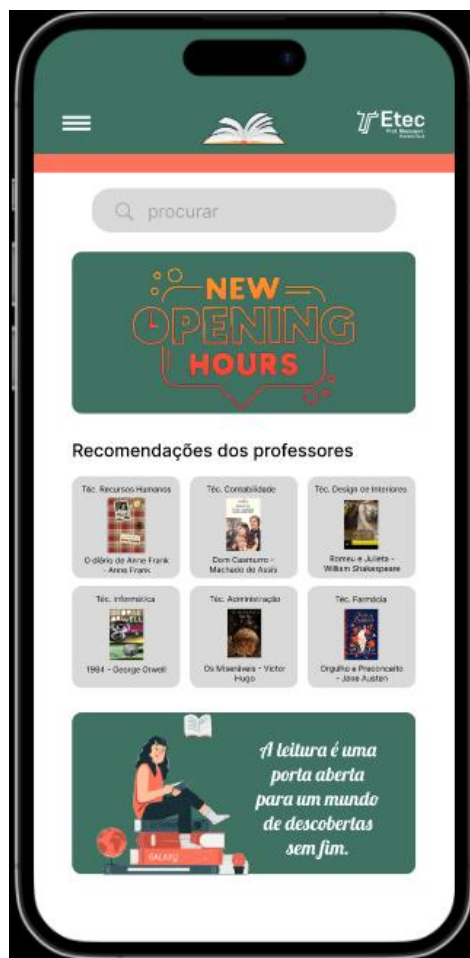 Etec
procurar
NEW
OPENING
HOURS
Recomendações dos professores
Téc. Recursos Humanos
O diário de Anne Frank
- Anne Frank
Téc. Contabilidade
Dom Casmurro -
Machado de Assis
Téc. Design de Interiores
Romeu e Julieta -
William Shakespeare
Téc. Informática
1984 - George Orwell
Téc. Administração
Os Miseráveis - Victor
Hugo
Téc. Farmácia
Orgulho e Preconceito
- Jane Austen
A leitura é uma
porta aberta
para um mundo
de descobertas
sem fim.
GALAXY